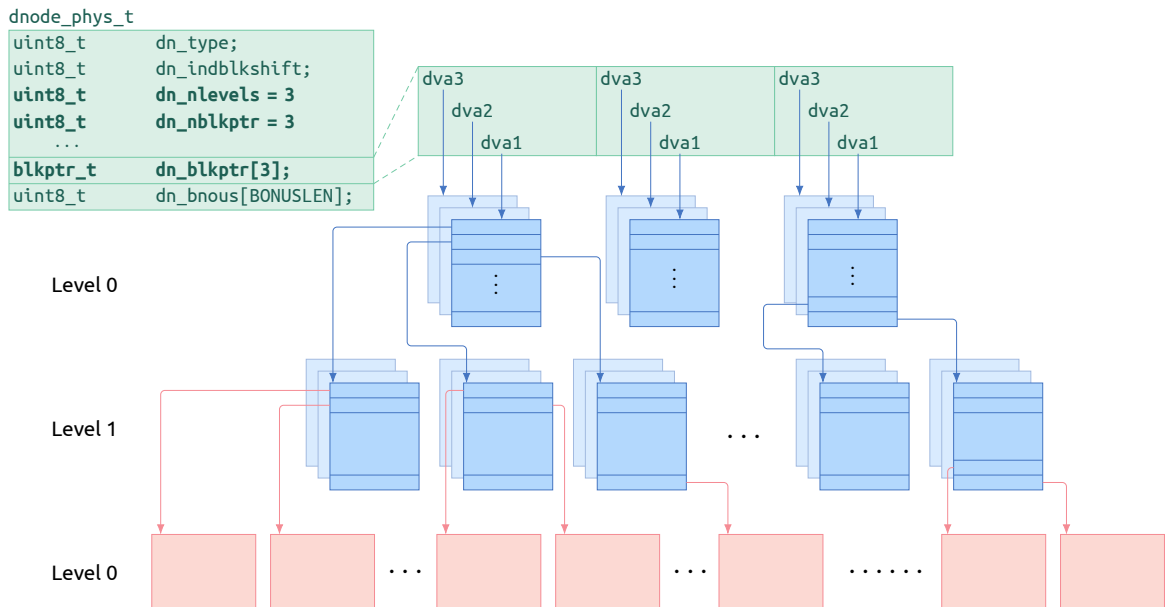 dnode_phys_t
uint8_t dn_type;
uint8_t dn_indblkshift;
uint8_t dn_nlevels = 3
uint8_t dn_nblkptr = 3
...
blkptr_t dn_blkptr[3];
uint8_t dn_bnous[BONUSLEN];
dva3 dva3 dva3
dva2 dva2 dva2
dva1 dva1 dva1
Level 0
Level 1
...
Level 0
... ... ......